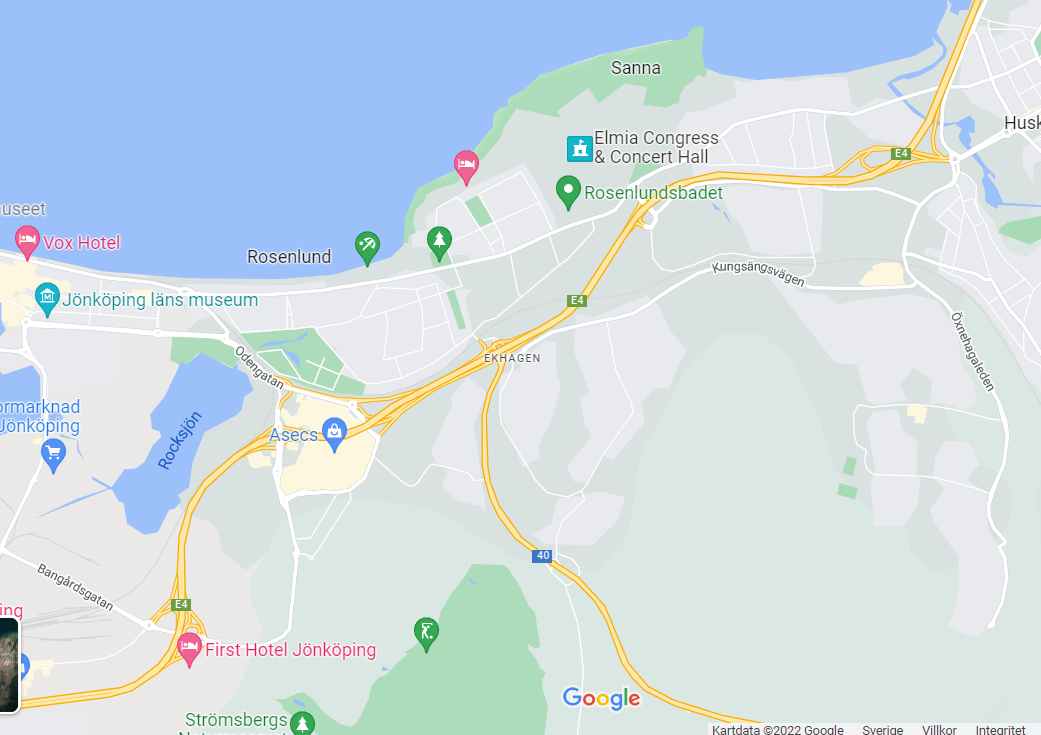 Sanna
Husk
Elmia Congress
& Concert Hall
E4
Rosenlundsbadet
useet
Vox Hotel
Rosenlund
Kungsängsvägen
Jönköping läns museum
E4
Öxnehagaleden
EKHAGEN
Odengatan
ormarknad
Jönköping
Asecs
Rocksjön
40
Bangårdsgatan
E4
ing
First Hotel Jönköping
Google
Strömsbergs
Kartdata ©2022 Google Sverige Villkor Integritet